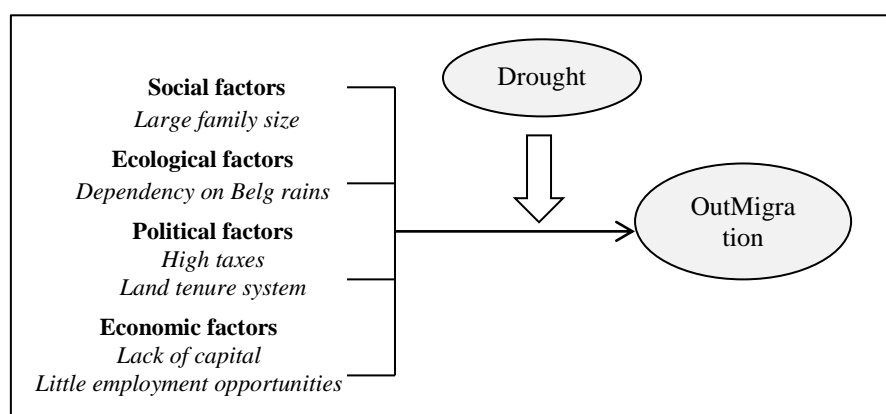 Drought
Social factors
Large family size
Ecological factors
Dependency on Belg rains
Political factors
High taxes
Land tenure system
Economic factors
Lack of capital
Little employment opportunities
OutMigra
tion